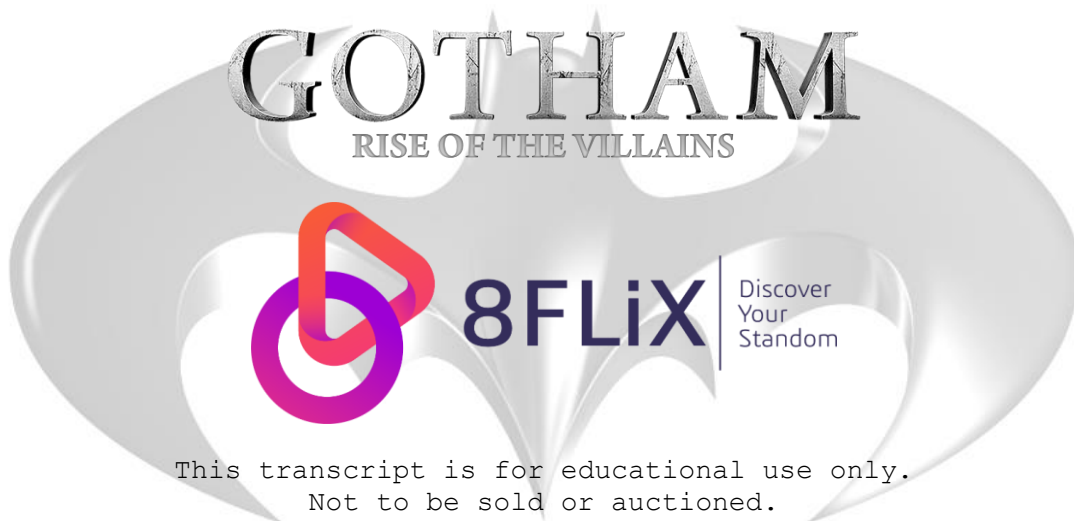 GOTHAM
RISE OF THE VILLAINS
8FLiX
Discover
Your
Standom
This transcript is for educational use only.
Not to be sold or auctioned.